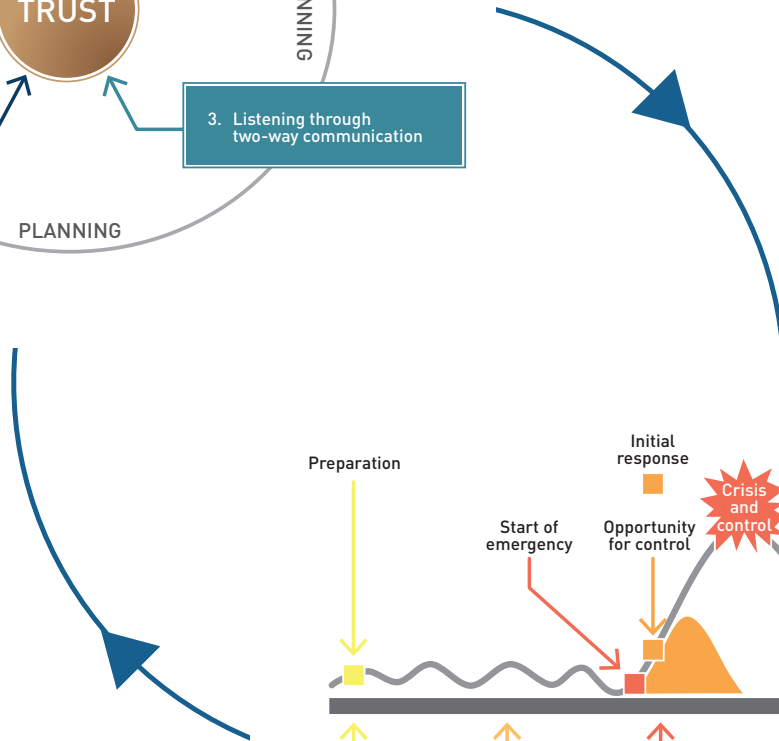 TRUST
NNING
3. Listening through
two-way communication
PLANNING
Initial
response
Preparation
Crisis
and
control
Start of
emergency
Opportunity
for control